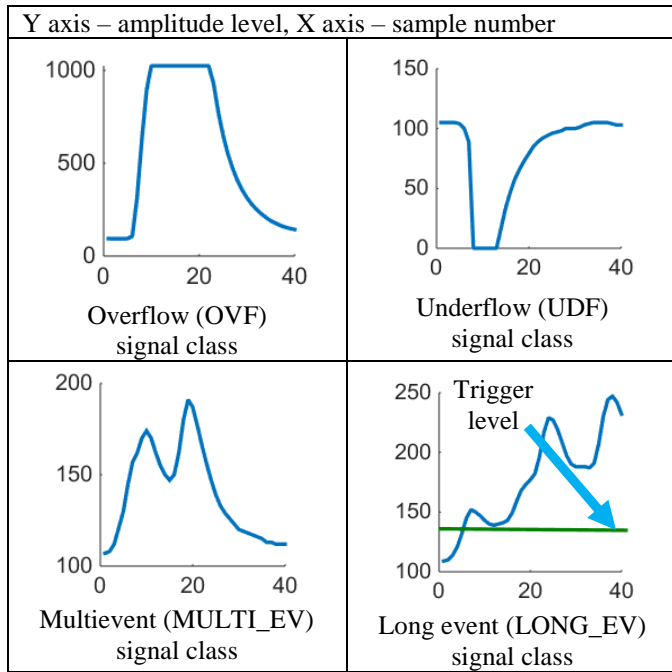 Y axis – amplitude level, X axis – sample number
1000
500
0
0 20 40
Overflow (OVF)
signal class
150
100
50
0
0 20 40
Underflow (UDF)
signal class
200
150
100
0 20 40
Multievent (MULTI_EV)
signal class
250
200
150
100
0 20 40
Trigger
level
Long event (LONG_EV)
signal class